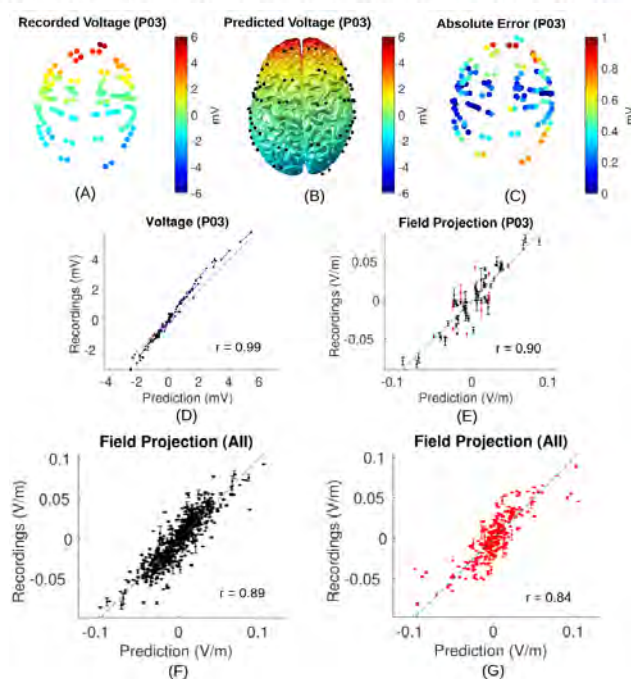 Recorded Voltage (P03) Predicted Voltage (P03) Absolute Error (P03)
6 6 1
4 4 0.8
2 2 0.6
0 mV 0 mV mV
-2 -2 0.4
-4 -4 0.2
-6 -6 0
(A) (B) (C)
Voltage (P03) Field Projection (P03)
Recordings (mV) 4 2 0 -2
r = 0.99
-4 -2 0 2 4 6
Prediction (mV)
(D)
Recordings (V/m) 0.05 0 -0.05
r = 0.90
-0.1 0 0.1
Prediction (V/m)
(E)
Field Projection (All) Field Projection (All)
Recordings (V/m) 0.1 0.05 0 -0.05
r = 0.89
-0.1 0 0.1
Prediction (V/m)
(F)
Recordings (V/m) 0.1 0.05 0 -0.05
r = 0.84
-0.1 0 0.1
Prediction (V/m)
(G)